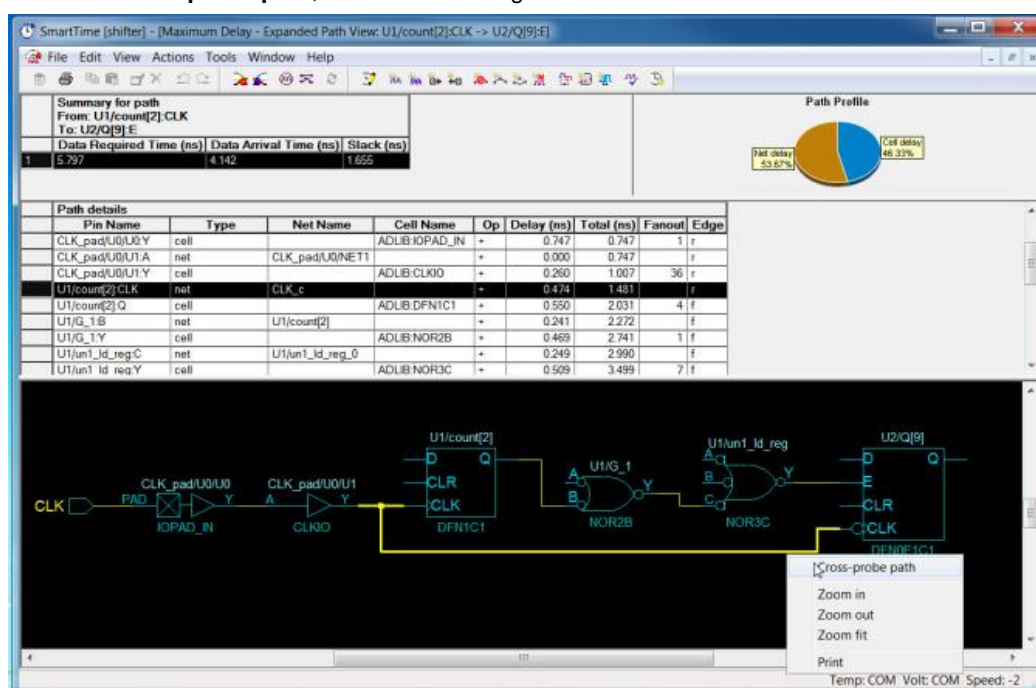 SmartTime [shifter] - [Maximum Delay - Expanded Path View: U1/count[2]:CLK -> U2/Q[9]:E]
File Edit View Actions Tools Window Help
Summary for path
From: U1/count[2]:CLK
To: U2/Q[9]:E
Data Required Time (ns) Data Arrival Time (ns) Slack (ns)
1 5.797 4.142 1.655
Path Profile
Net delay 53.67%
Cell delay 46.33%
Path details
Pin Name Type Net Name Cell Name Op Delay (ns) Total (ns) Fanout Edge
CLK_pad/U0/U0:Y cell ADLIB:IOPAD_IN + 0.747 0.747 1 r
CLK_pad/U0/U1:A net CLK_pad/U0/NET1 + 0.000 0.747 r
CLK_pad/U0/U1:Y cell ADLIB:CLKIO + 0.260 1.007 36 r
U1/count[2]:CLK net CLK_c + 0.474 1.481 r
U1/count[2]:Q cell ADLIB:DFN1C1 + 0.550 2.031 4 f
U1/G_1:B net U1/count[2] + 0.241 2.272 f
U1/G_1:Y cell ADLIB:NOR2B + 0.469 2.741 1 f
U1/un1_ld_reg:C net U1/un1_ld_reg_0 + 0.249 2.990 f
U1/un1_ld_reg:Y cell ADLIB:NOR3C + 0.509 3.499 7 f
CLK
CLK_pad/U0/U0
PAD Y
IOPAD_IN
CLK_pad/U0/U1
A Y
CLKIO
U1/count[2]
D Q
CLR
CLK
DFN1C1
U1/G_1
A
B Y
NOR2B
U1/un1_ld_reg
A
B Y
C
NOR3C
U2/Q[9]
D Q
E
CLR
CLK
DFN0E1C1
Cross-probe path
Zoom in
Zoom out
Zoom fit
Print
Temp: COM Volt: COM Speed: -2